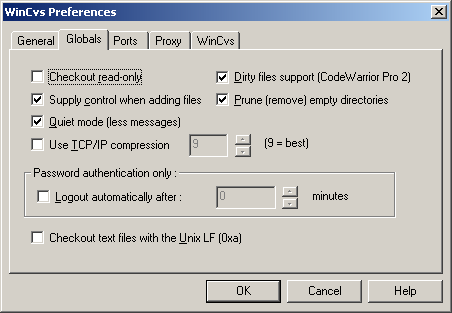 WinCvs Preferences
General Globals Ports Proxy WinCvs
Checkout read-only Dirty files support (CodeWarrior Pro 2)
Supply control when adding files Prune (remove) empty directories
Quiet mode (less messages)
Use TCP/IP compression 9 (9 = best)
Password authentication only :
Logout automatically after : 0 minutes
Checkout text files with the Unix LF (0xa)
OK Cancel Help